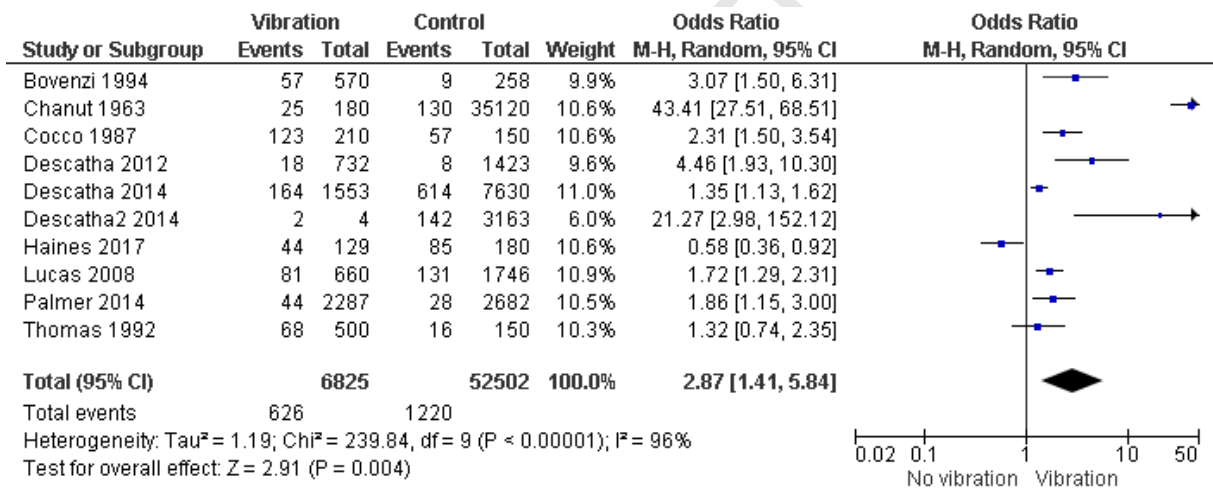 Vibration Control Odds Ratio Odds Ratio
Study or Subgroup Events Total Events Total Weight M-H, Random, 95% CI M-H, Random, 95% CI
Bovenzi 1994 57 570 9 258 9.9% 3.07 [1.50, 6.31]
Chanut 1963 25 180 130 35120 10.6% 43.41 [27.51, 68.51]
Cocco 1987 123 210 57 150 10.6% 2.31 [1.50, 3.54]
Descatha 2012 18 732 8 1423 9.6% 4.46 [1.93, 10.30]
Descatha 2014 164 1553 614 7630 11.0% 1.35 [1.13, 1.62]
Descatha2 2014 2 4 142 3163 6.0% 21.27 [2.98, 152.12]
Haines 2017 44 129 85 180 10.6% 0.58 [0.36, 0.92]
Lucas 2008 81 660 131 1746 10.9% 1.72 [1.29, 2.31]
Palmer 2014 44 2287 28 2682 10.5% 1.86 [1.15, 3.00]
Thomas 1992 68 500 16 150 10.3% 1.32 [0.74, 2.35]
Total (95% CI) 6825 52502 100.0% 2.87 [1.41, 5.84]
Total events 626 1220
Heterogeneity: Tau² = 1.19; Chi² = 239.84, df = 9 (P < 0.00001); I² = 96%
Test for overall effect: Z = 2.91 (P = 0.004)
0.02 0.1 1 10 50
No vibration Vibration